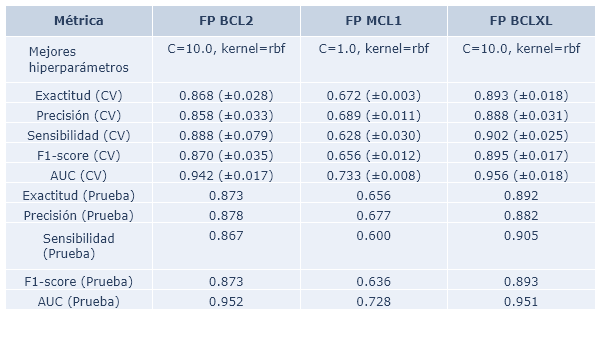 Métrica FP BCL2 FP MCL1 FP BCLXL
Mejores hiperparámetros C=10.0, kernel=rbf C=1.0, kernel=rbf C=10.0, kernel=rbf
Exactitud (CV) 0.868 (±0.028) 0.672 (±0.003) 0.893 (±0.018)
Precisión (CV) 0.858 (±0.033) 0.689 (±0.011) 0.888 (±0.031)
Sensibilidad (CV) 0.888 (±0.079) 0.628 (±0.030) 0.902 (±0.025)
F1-score (CV) 0.870 (±0.035) 0.656 (±0.012) 0.895 (±0.017)
AUC (CV) 0.942 (±0.017) 0.733 (±0.008) 0.956 (±0.018)
Exactitud (Prueba) 0.873 0.656 0.892
Precisión (Prueba) 0.878 0.677 0.882
Sensibilidad (Prueba) 0.867 0.600 0.905
F1-score (Prueba) 0.873 0.636 0.893
AUC (Prueba) 0.952 0.728 0.951